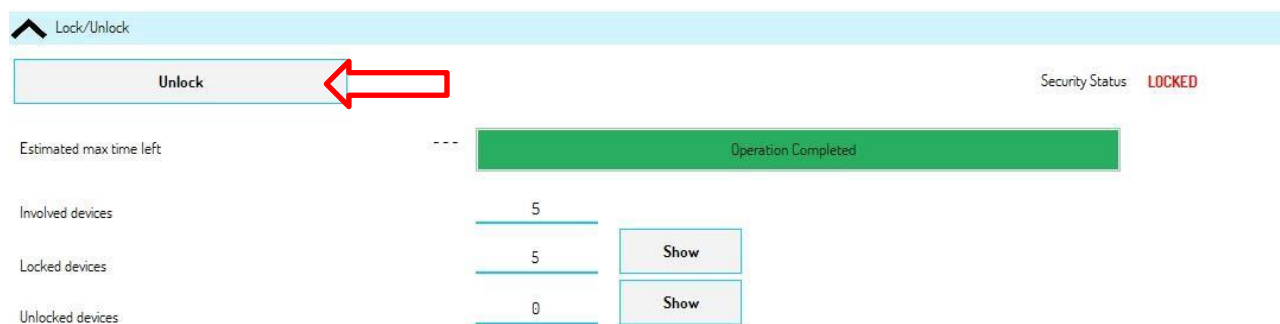 Lock/Unlock
Unlock
Security Status LOCKED
Estimated max time left --- Operation Completed
Involved devices 5
Locked devices 5 Show
Unlocked devices 0 Show